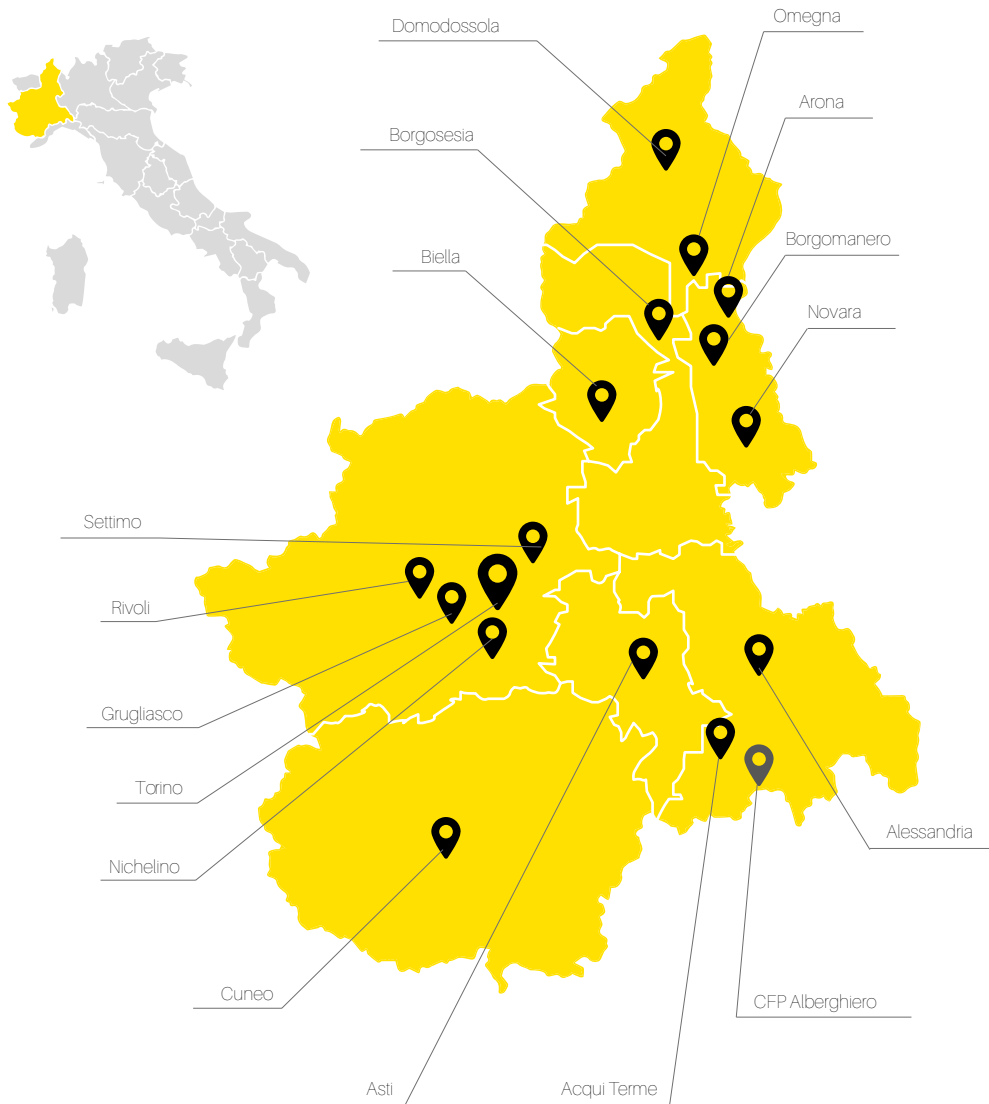 Omegna
Domodossola
Arona
Borgosesia
Borgomanero
Biella
Novara
Settimo
Rivoli
Grugliasco
Torino
Alessandria
Nichelino
Cuneo
CFP Alberghiero
Asti
Acqui Terme